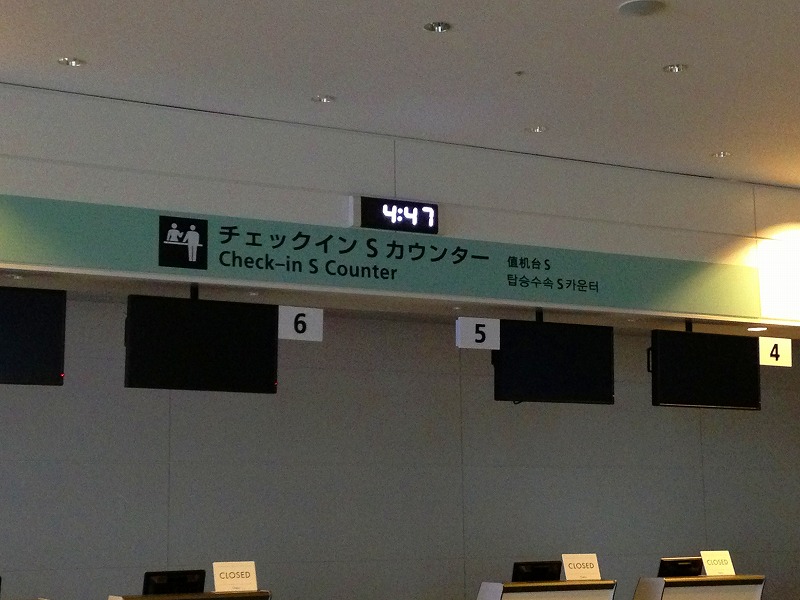 4:47
チェックイン S カウンター
Check-in S Counter
值机台 S
탑승수속 S 카운터
6
5
4
CLOSED
CLOSED
CLOSED